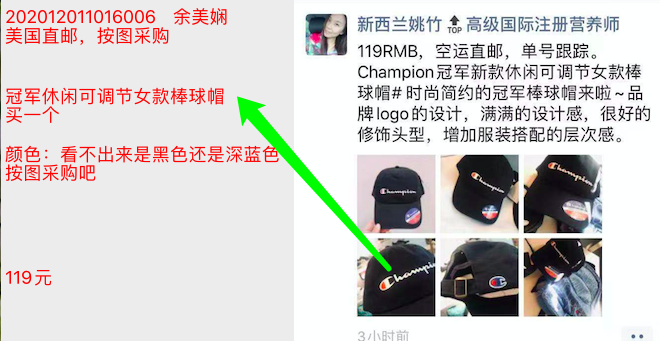 202012011016006 余美娴
美国直邮，按图采购
冠军休闲可调节女款棒球帽
买一个
颜色：看不出来是黑色还是深蓝色
按图采购吧
119元
新西兰姚竹🔝高级国际注册营养师
119RMB，空运直邮，单号跟踪。
Champion冠军新款休闲可调节女款棒
球帽# 时尚简约的冠军棒球帽来啦～品
牌logo的设计，满满的设计感，很好的
修饰头型，增加服装搭配的层次感。
Champion
Champion
Champion
Champion
3小时前